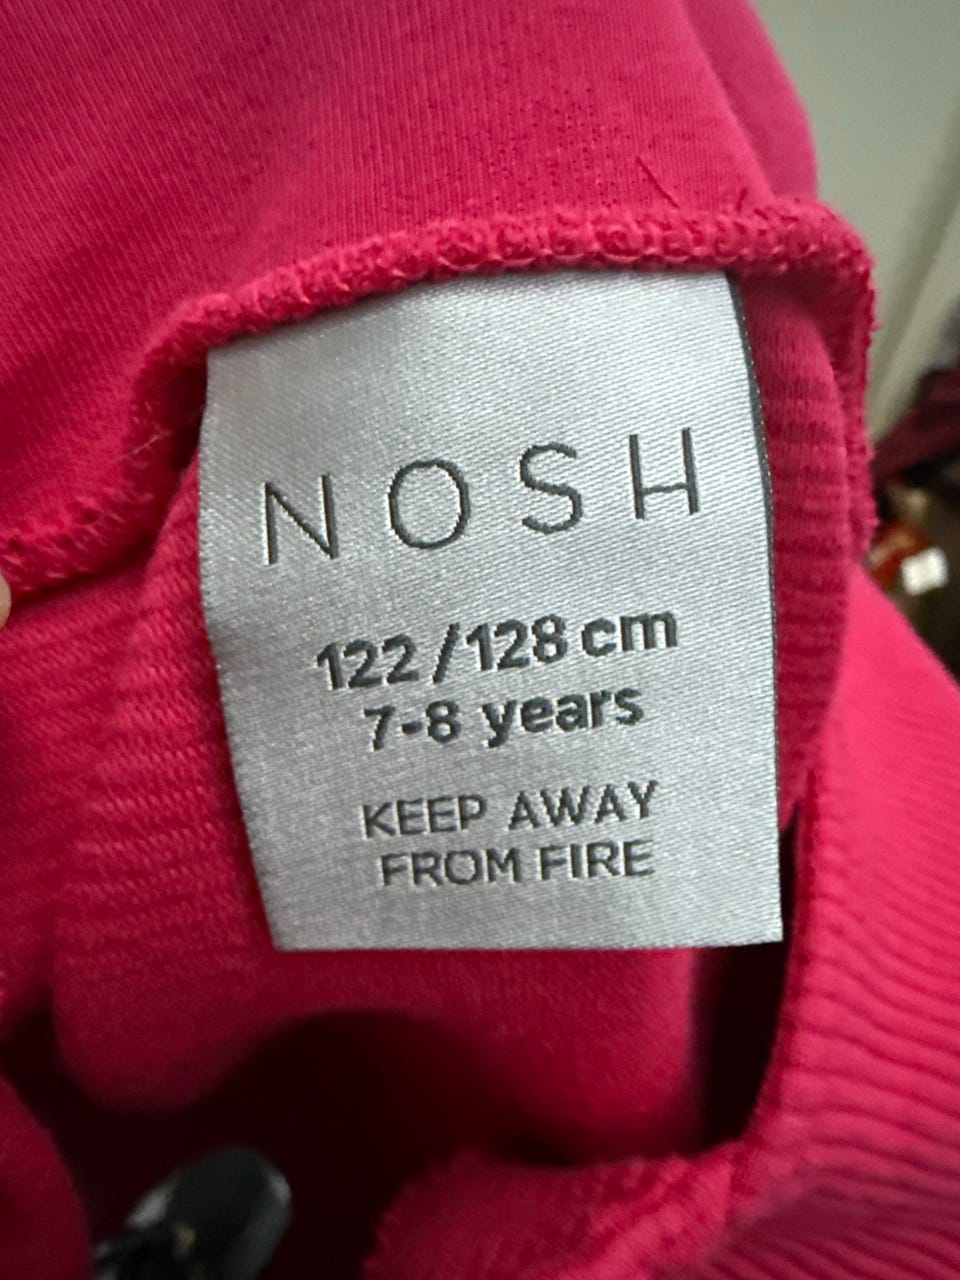 NOSH
122/128 cm
7-8 years
KEEP AWAY
FROM FIRE